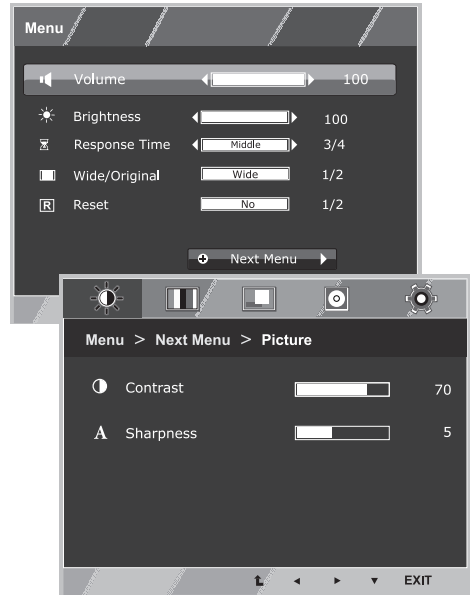 Menu
Volume 100
Brightness 100
Response Time Middle 3/4
Wide/Original Wide 1/2
R Reset No 1/2
Next Menu
Menu > Next Menu > Picture
Contrast 70
A Sharpness 5
EXIT